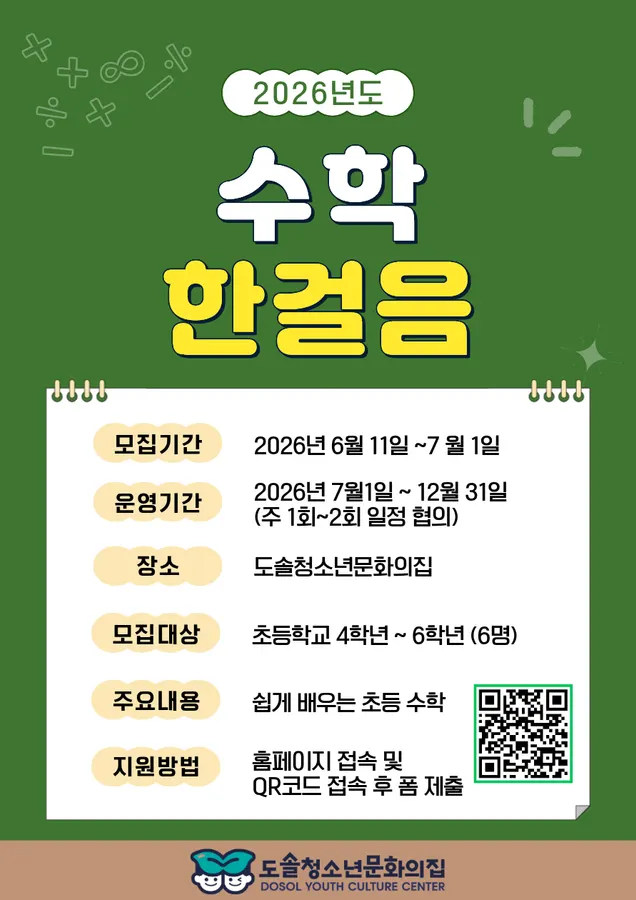 2026년도
수학
한걸음
모집기간
2026년 6월 11일 ~7 월 1일
운영기간
2026년 7월1일 ~ 12월 31일
(주 1회~2회 일정 협의)
장소
도솔청소년문화의집
모집대상
초등학교 4학년 ~ 6학년 (6명)
주요내용
쉽게 배우는 초등 수학
지원방법
홈페이지 접속 및
QR코드 접속 후 폼 제출
도솔청소년문화의집
DOSOL YOUTH CULTURE CENTER